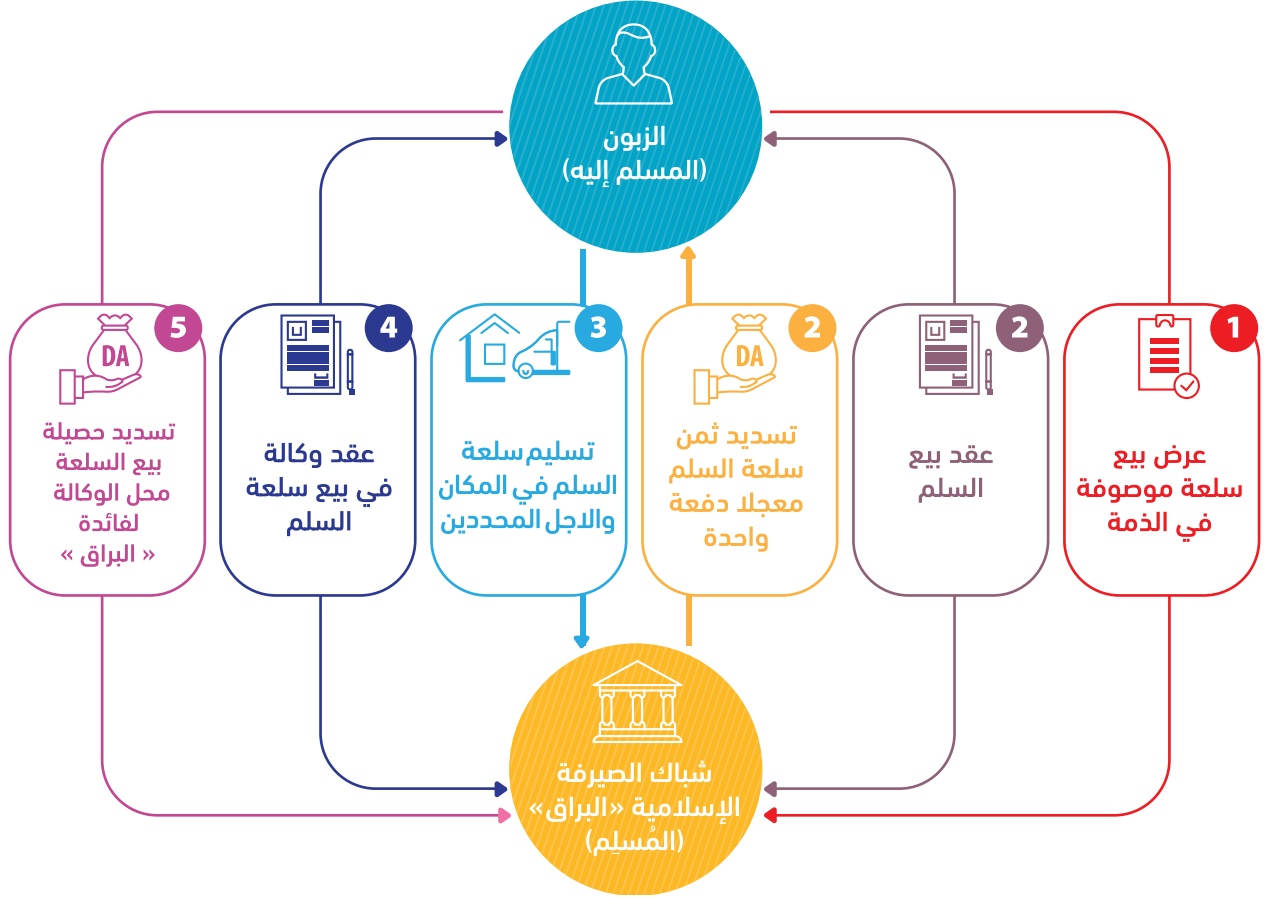 الزبون
(المسلم إليه)
1
عرض بيع
سلعة موصوفة
في الذمة
2
عقد بيع
السلم
2
DA
تسديد ثمن
سلعة السلم
معجلا دفعة
واحدة
3
تسليم سلعة
السلم في المكان
والاجل المحددين
4
عقد وكالة
في بيع سلعة
السلم
5
DA
تسديد حصيلة
بيع السلعة
محل الوكالة
لفائدة
« البراق »
شباك الصيرفة
الإسلامية «البراق»
(المُسلِم)